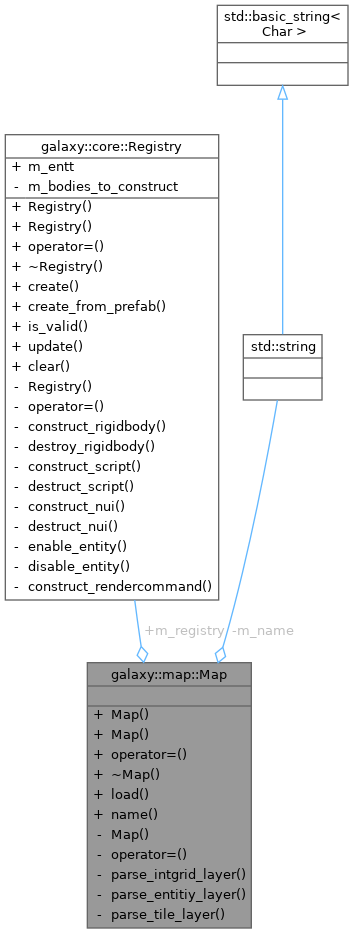 std::basic_string<
Char >
galaxy::core::Registry
+ m_entt
- m_bodies_to_construct
+ Registry()
+ Registry()
+ operator=()
+ ~Registry()
+ create()
+ create_from_prefab()
+ is_valid()
+ update()
+ clear()
- Registry()
- operator=()
- construct_rigidbody()
- destroy_rigidbody()
- construct_script()
- destruct_script()
- construct_nui()
- destruct_nui()
- enable_entity()
- disable_entity()
- construct_rendercommand()
std::string
+m_registry
-m_name
galaxy::map::Map
+ Map()
+ Map()
+ operator=()
+ ~Map()
+ load()
+ name()
- Map()
- operator=()
- parse_intgrid_layer()
- parse_entitiy_layer()
- parse_tile_layer()